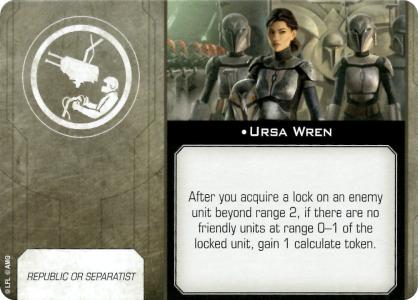 • URSA WREN
After you acquire a lock on an enemy
unit beyond range 2, if there are no
friendly units at range 0–1 of the
locked unit, gain 1 calculate token.
REPUBLIC OR SEPARATIST
© LFL © AMG